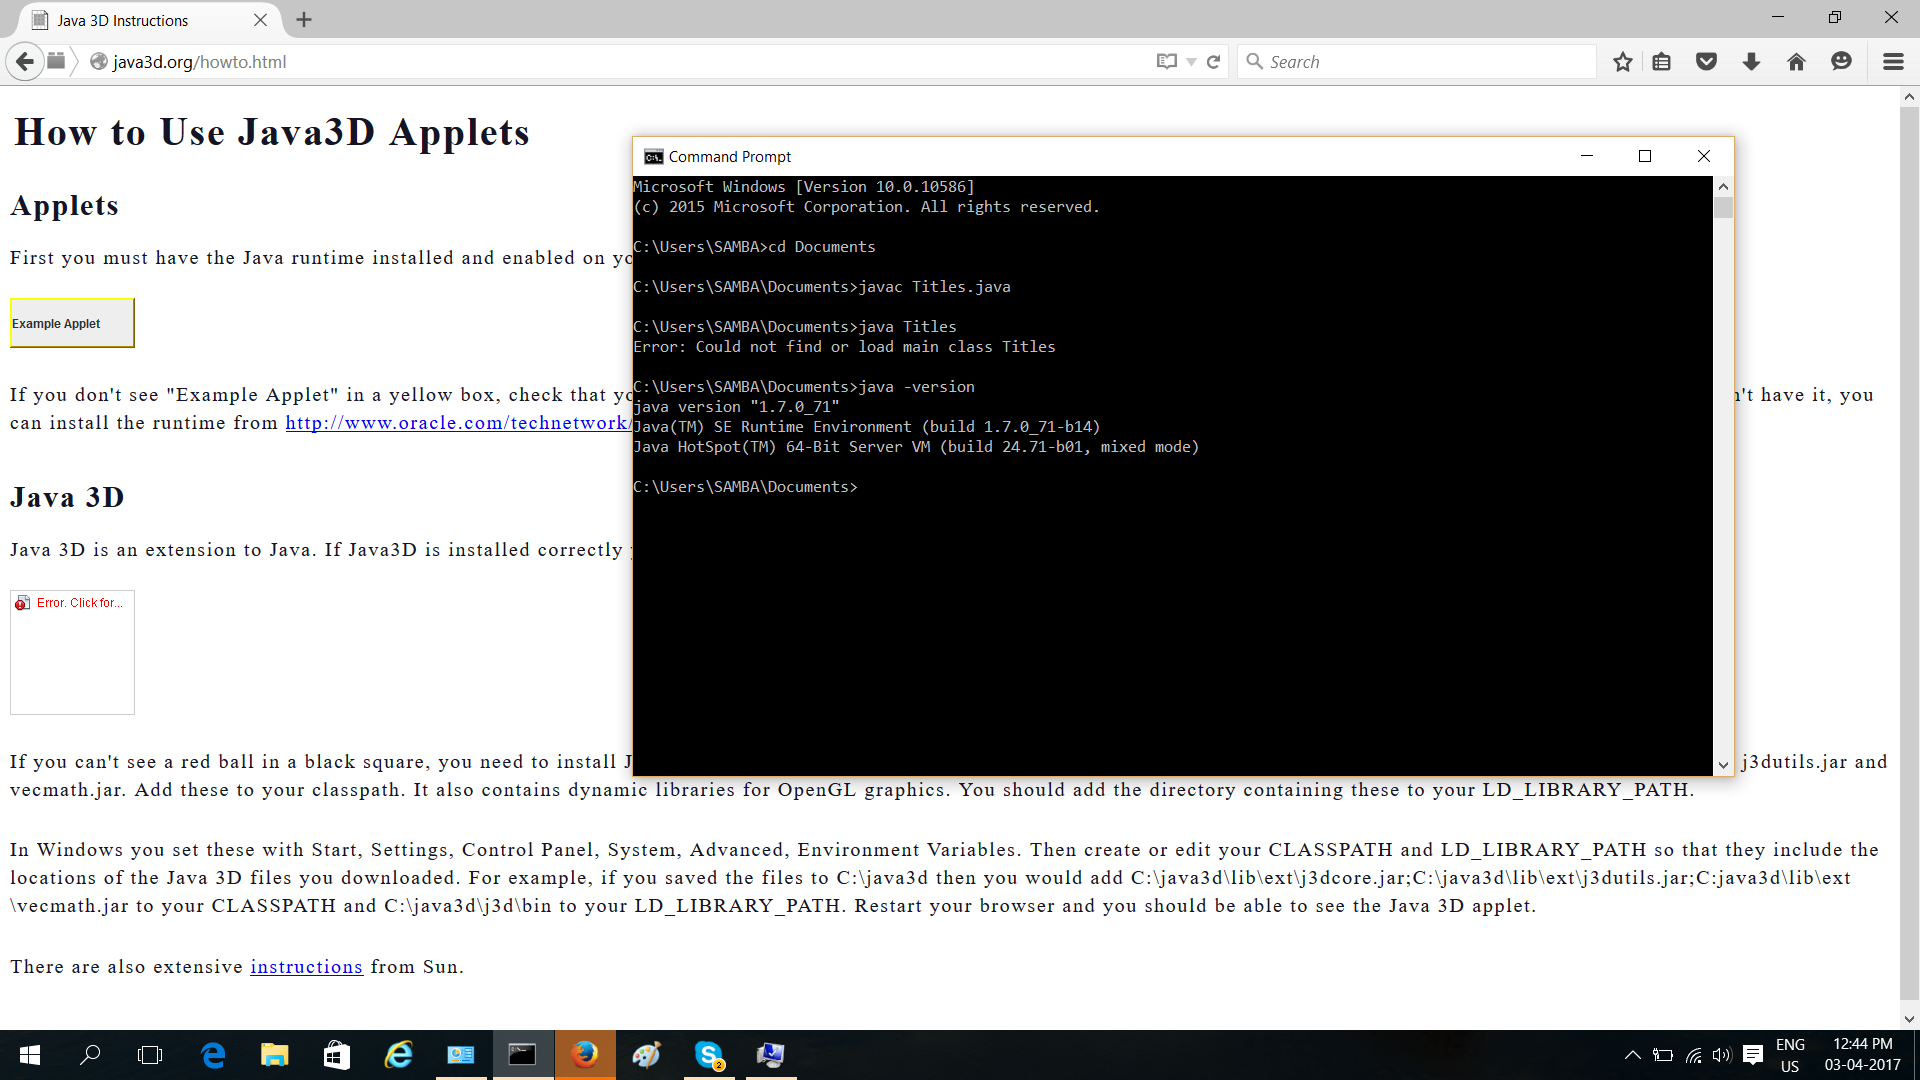 Java 3D Instructions
java3d.org/howto.html
Search
How to Use Java3D Applets
Applets
First you must have the Java runtime installed and enabled on yo
Example Applet
If you don't see "Example Applet" in a yellow box, check that yo
't have it, you
can install the runtime from http://www.oracle.com/technetwork/
Java 3D
Java 3D is an extension to Java. If Java3D is installed correctly
Error. Click for...
If you can't see a red ball in a black square, you need to install J
j3dutils.jar and
vecmath.jar. Add these to your classpath. It also contains dynamic libraries for OpenGL graphics. You should add the directory containing these to your LD_LIBRARY_PATH.
In Windows you set these with Start, Settings, Control Panel, System, Advanced, Environment Variables. Then create or edit your CLASSPATH and LD_LIBRARY_PATH so that they include the
locations of the Java 3D files you downloaded. For example, if you saved the files to C:\java3d then you would add C:\java3d\lib\ext\j3dcore.jar;C:\java3d\lib\ext\j3dutils.jar;C:java3d\lib\ext
\vecmath.jar to your CLASSPATH and C:\java3d\j3d\bin to your LD_LIBRARY_PATH. Restart your browser and you should be able to see the Java 3D applet.
There are also extensive instructions from Sun.
Command Prompt
Microsoft Windows [Version 10.0.10586]
(c) 2015 Microsoft Corporation. All rights reserved.
C:\Users\SAMBA>cd Documents
C:\Users\SAMBA\Documents>javac Titles.java
C:\Users\SAMBA\Documents>java Titles
Error: Could not find or load main class Titles
C:\Users\SAMBA\Documents>java -version
java version "1.7.0_71"
Java(TM) SE Runtime Environment (build 1.7.0_71-b14)
Java HotSpot(TM) 64-Bit Server VM (build 24.71-b01, mixed mode)
C:\Users\SAMBA\Documents>
2
ENG
US
12:44 PM
03-04-2017